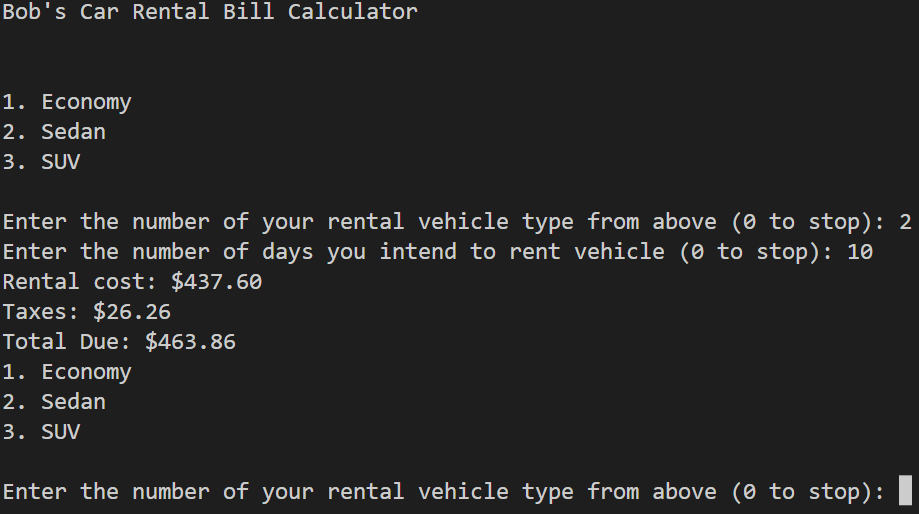 Bob's Car Rental Bill Calculator
1. Economy
2. Sedan
3. SUV
Enter the number of your rental vehicle type from above (0 to stop): 2
Enter the number of days you intend to rent vehicle (0 to stop): 10
Rental cost: $437.60
Taxes: $26.26
Total Due: $463.86
1. Economy
2. Sedan
3. SUV
Enter the number of your rental vehicle type from above (0 to stop):